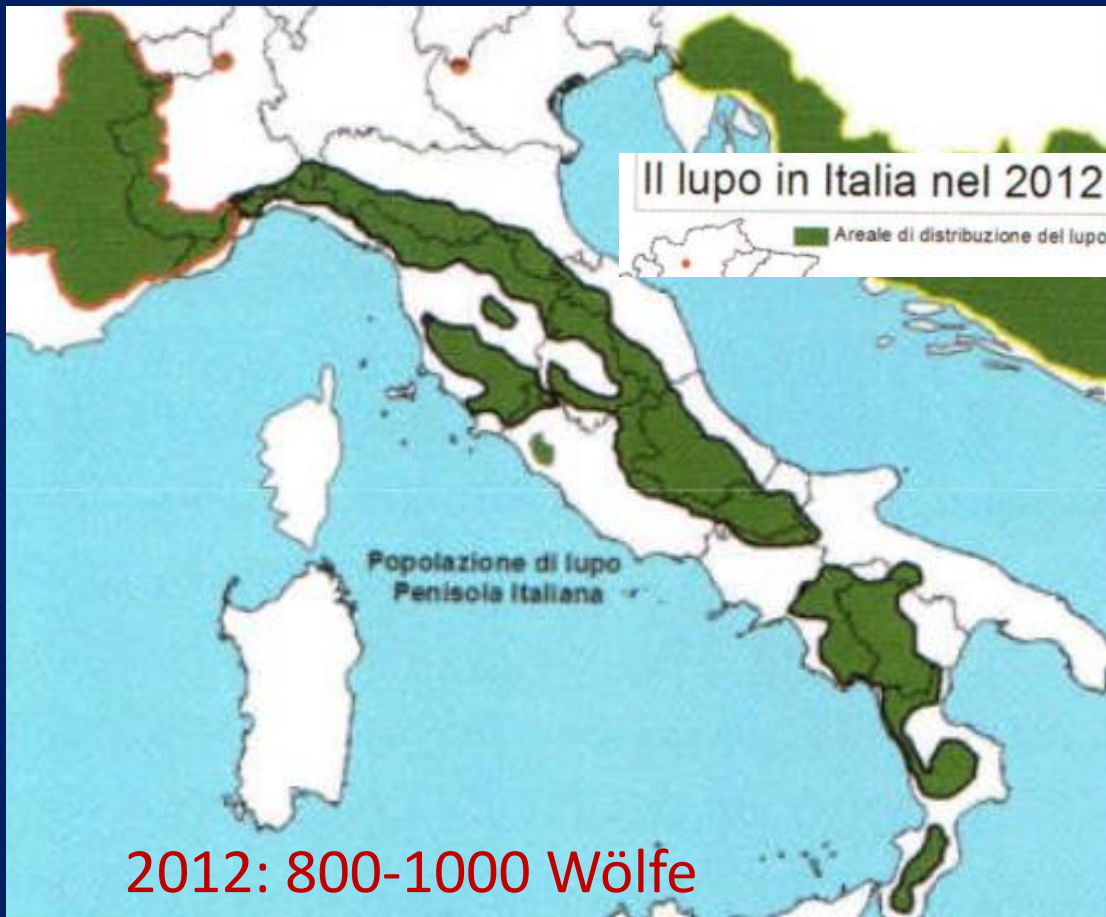 Il lupo in Italia nel 2012
Areale di distribuzione del lupo
Popolazione di lupo
Penisola Italiana
2012: 800-1000 Wölfe